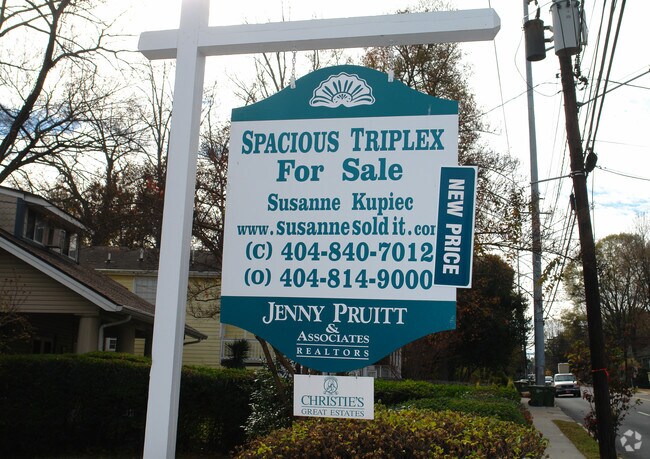 SPACIOUS TRIPLEX
For Sale
Susanne Kupiec
www.susannesoldit.com
(C) 404-840-7012
(O) 404-814-9000
NEW PRICE
JENNY PRUITT
&
ASSOCIATES
REALTORS
CHRISTIE'S
GREAT ESTATES